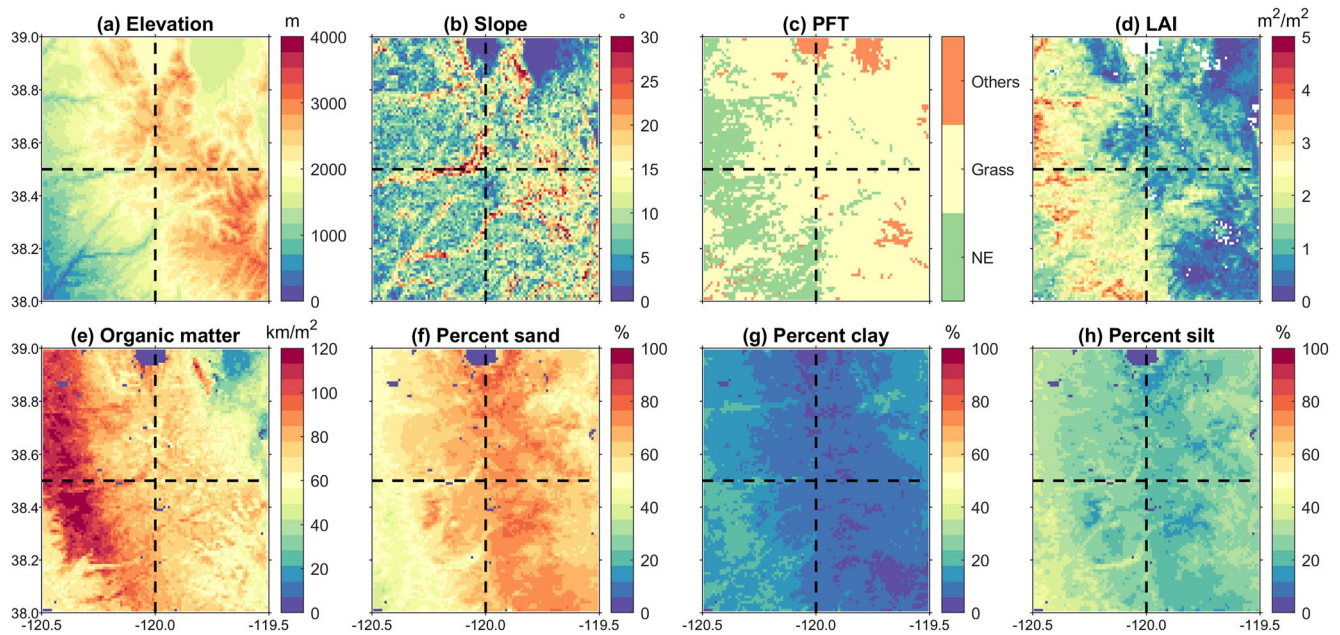 (a) Elevation m
(b) Slope °
(c) PFT
(d) LAI m²/m²
39.0 4000 30 Others 5
38.8 3000 25 4
38.6 20 3
38.4 2000 15 Grass 2
38.2 1000 10 1
38.0 0 5 NE 0
0
(e) Organic matter km/m²
(f) Percent sand %
(g) Percent clay %
(h) Percent silt %
39.0 120 100 100 100
38.8 100 80 80 80
38.6 80 60 60 60
38.4 60 40 40 40
38.2 40 20 20 20
38.0 20 0 0 0
0
-120.5 -120.0 -119.5 -120.5 -120.0 -119.5 -120.5 -120.0 -119.5 -120.5 -120.0 -119.5